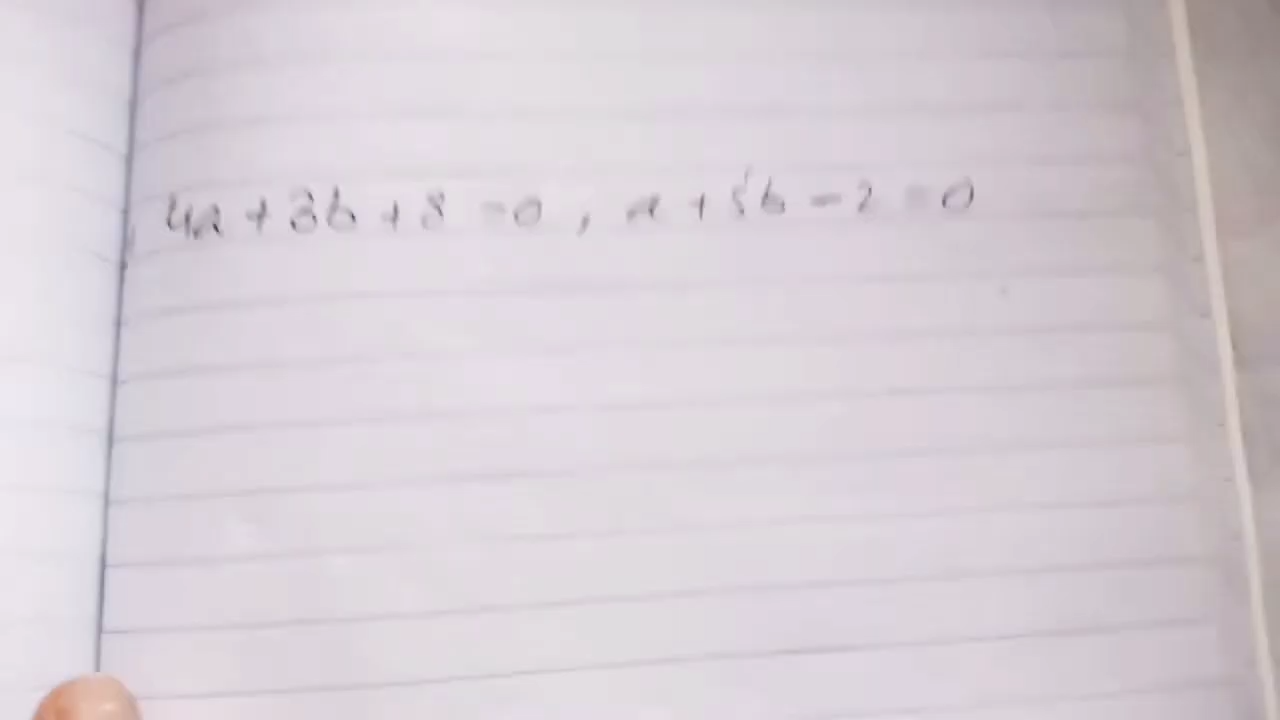 4a + 3b + 8 = 0, a + 5b - 2 = 0